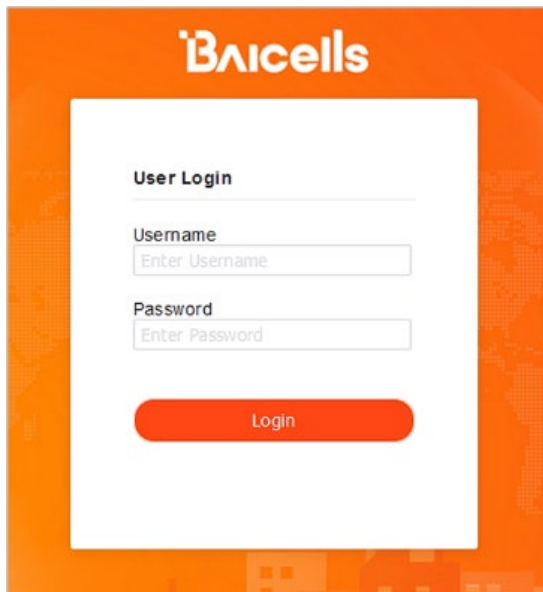 Baicells
User Login
Username
Enter Username
Password
Enter Password
Login